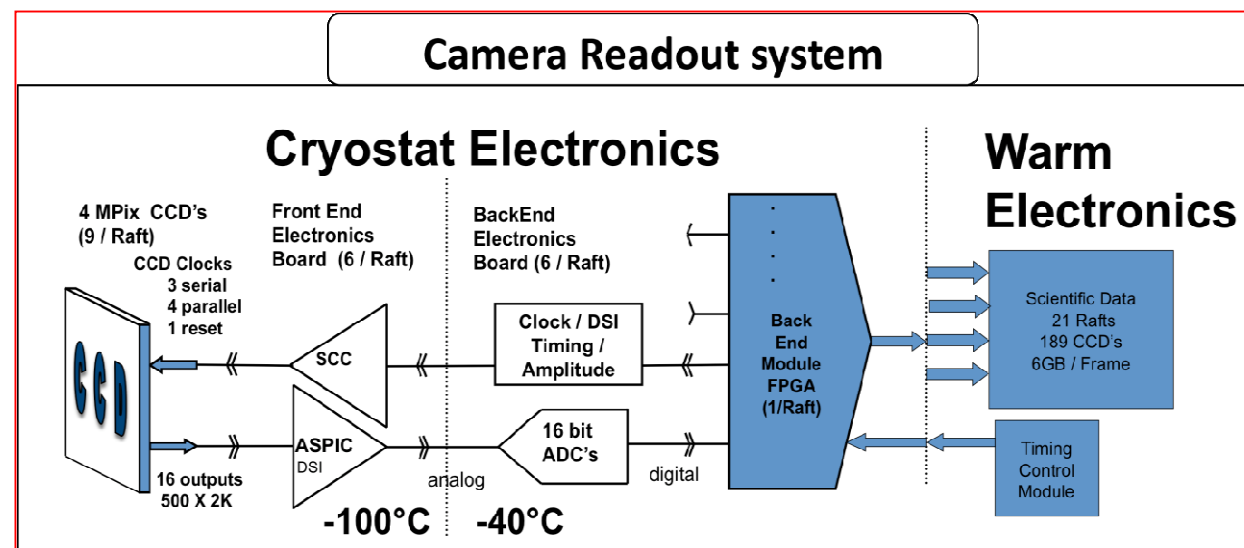 Camera Readout system
Cryostat Electronics
Warm
Electronics
4 MPix CCD's
(9 / Raft)
CCD Clocks
3 serial
4 parallel
1 reset
Front End
Electronics
Board (6 / Raft)
BackEnd
Electronics
Board (6 / Raft)
CCD
SCC
Clock / DSI
Timing /
Amplitude
Back
End
Module
FPGA
(1/Raft)
Scientific Data
21 Rafts
189 CCD's
6GB / Frame
16 outputs
500 X 2K
ASPIC
DSI
analog
16 bit
ADC's
digital
Timing
Control
Module
-100°C
-40°C